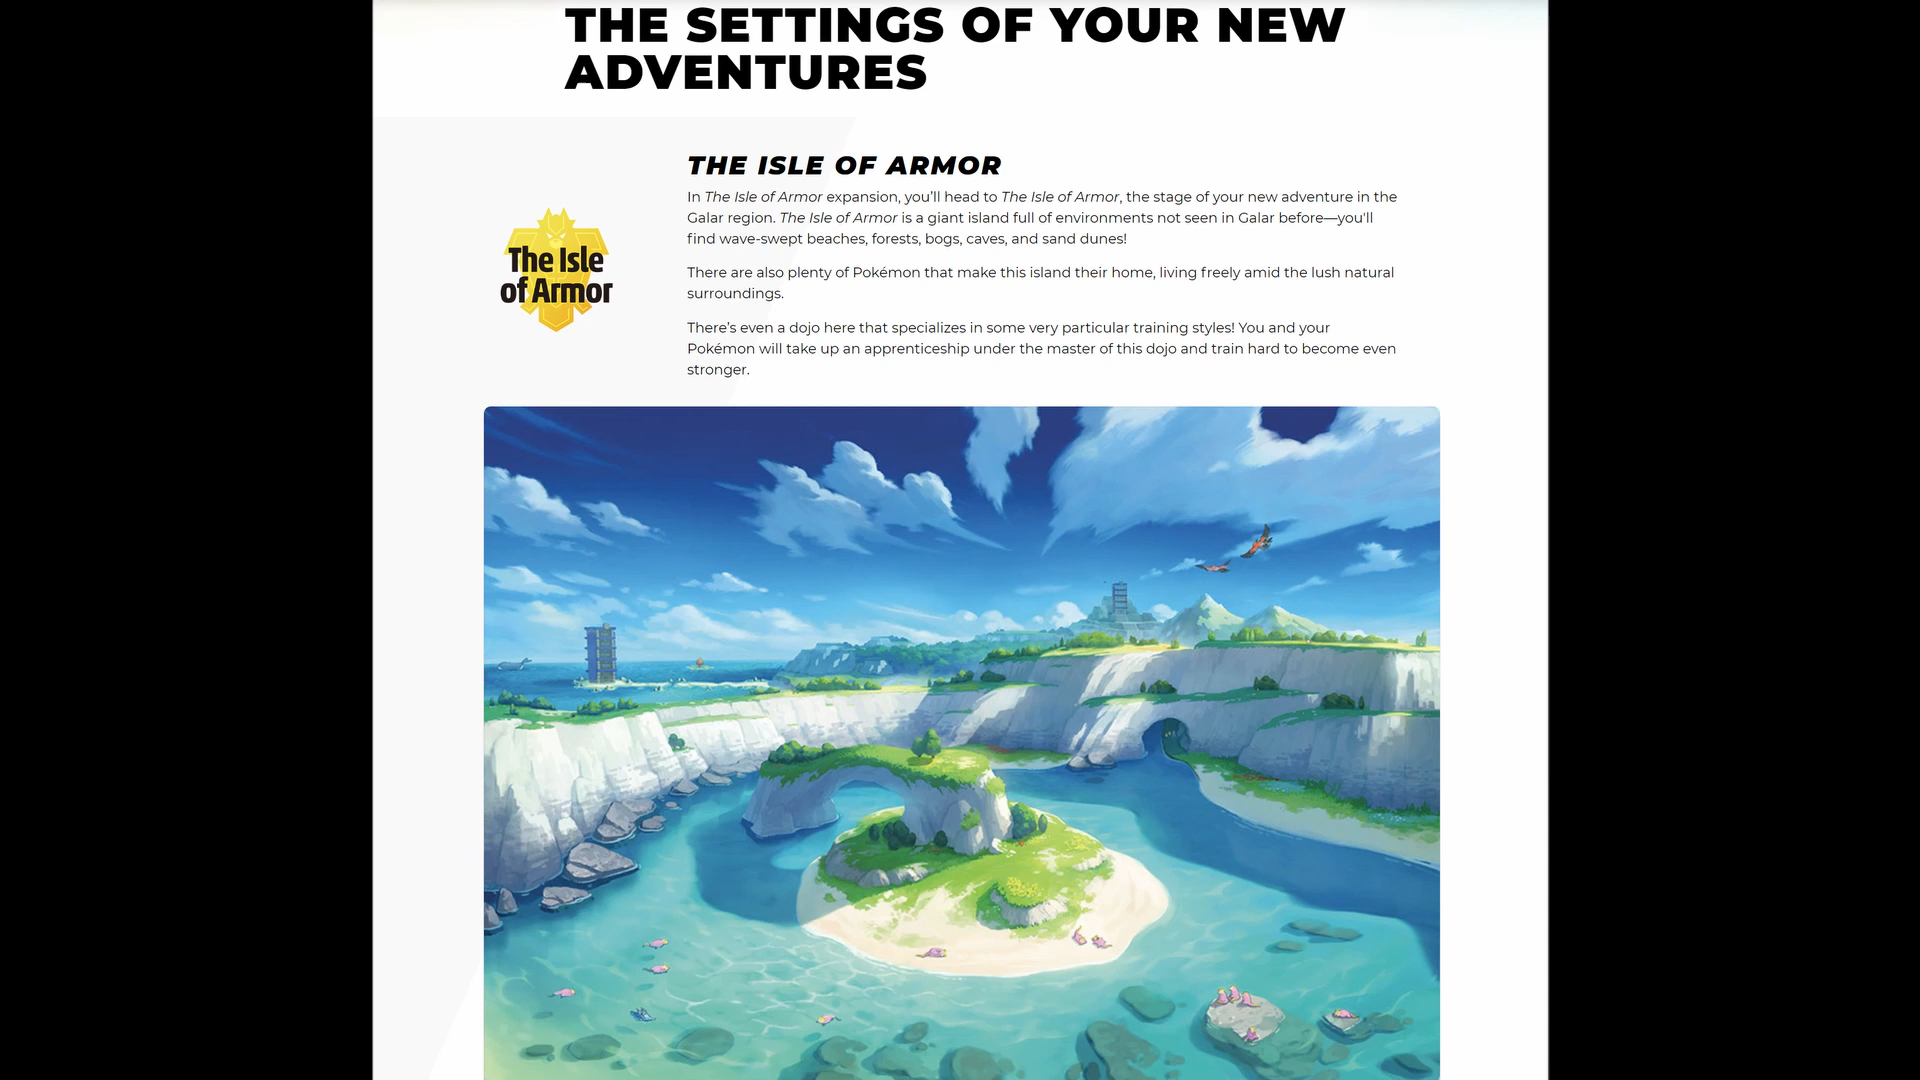 THE SETTINGS OF YOUR NEW
ADVENTURES
THE ISLE OF ARMOR
In The Isle of Armor expansion, you’ll head to The Isle of Armor, the stage of your new adventure in the
Galar region. The Isle of Armor is a giant island full of environments not seen in Galar before—you'll
find wave-swept beaches, forests, bogs, caves, and sand dunes!
The Isle
of Armor
There are also plenty of Pokémon that make this island their home, living freely amid the lush natural
surroundings.
There’s even a dojo here that specializes in some very particular training styles! You and your
Pokémon will take up an apprenticeship under the master of this dojo and train hard to become even
stronger.